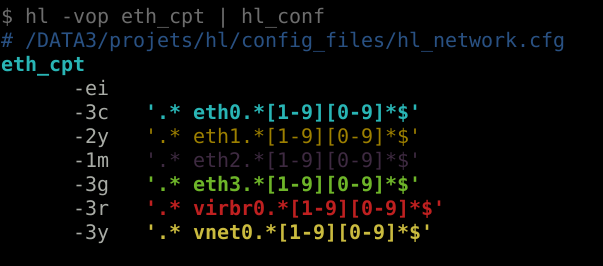 $ hl -vop eth_cpt | hl_conf
# /DATA3/projets/hl/config_files/hl_network.cfg
eth_cpt
-ei
-3c '.* eth0.*[1-9][0-9]*$'
-2y '.* eth1.*[1-9][0-9]*$'
-1m '.* eth2.*[1-9][0-9]*$'
-3g '.* eth3.*[1-9][0-9]*$'
-3r '.* virbr0.*[1-9][0-9]*$'
-3y '.* vnet0.*[1-9][0-9]*$'